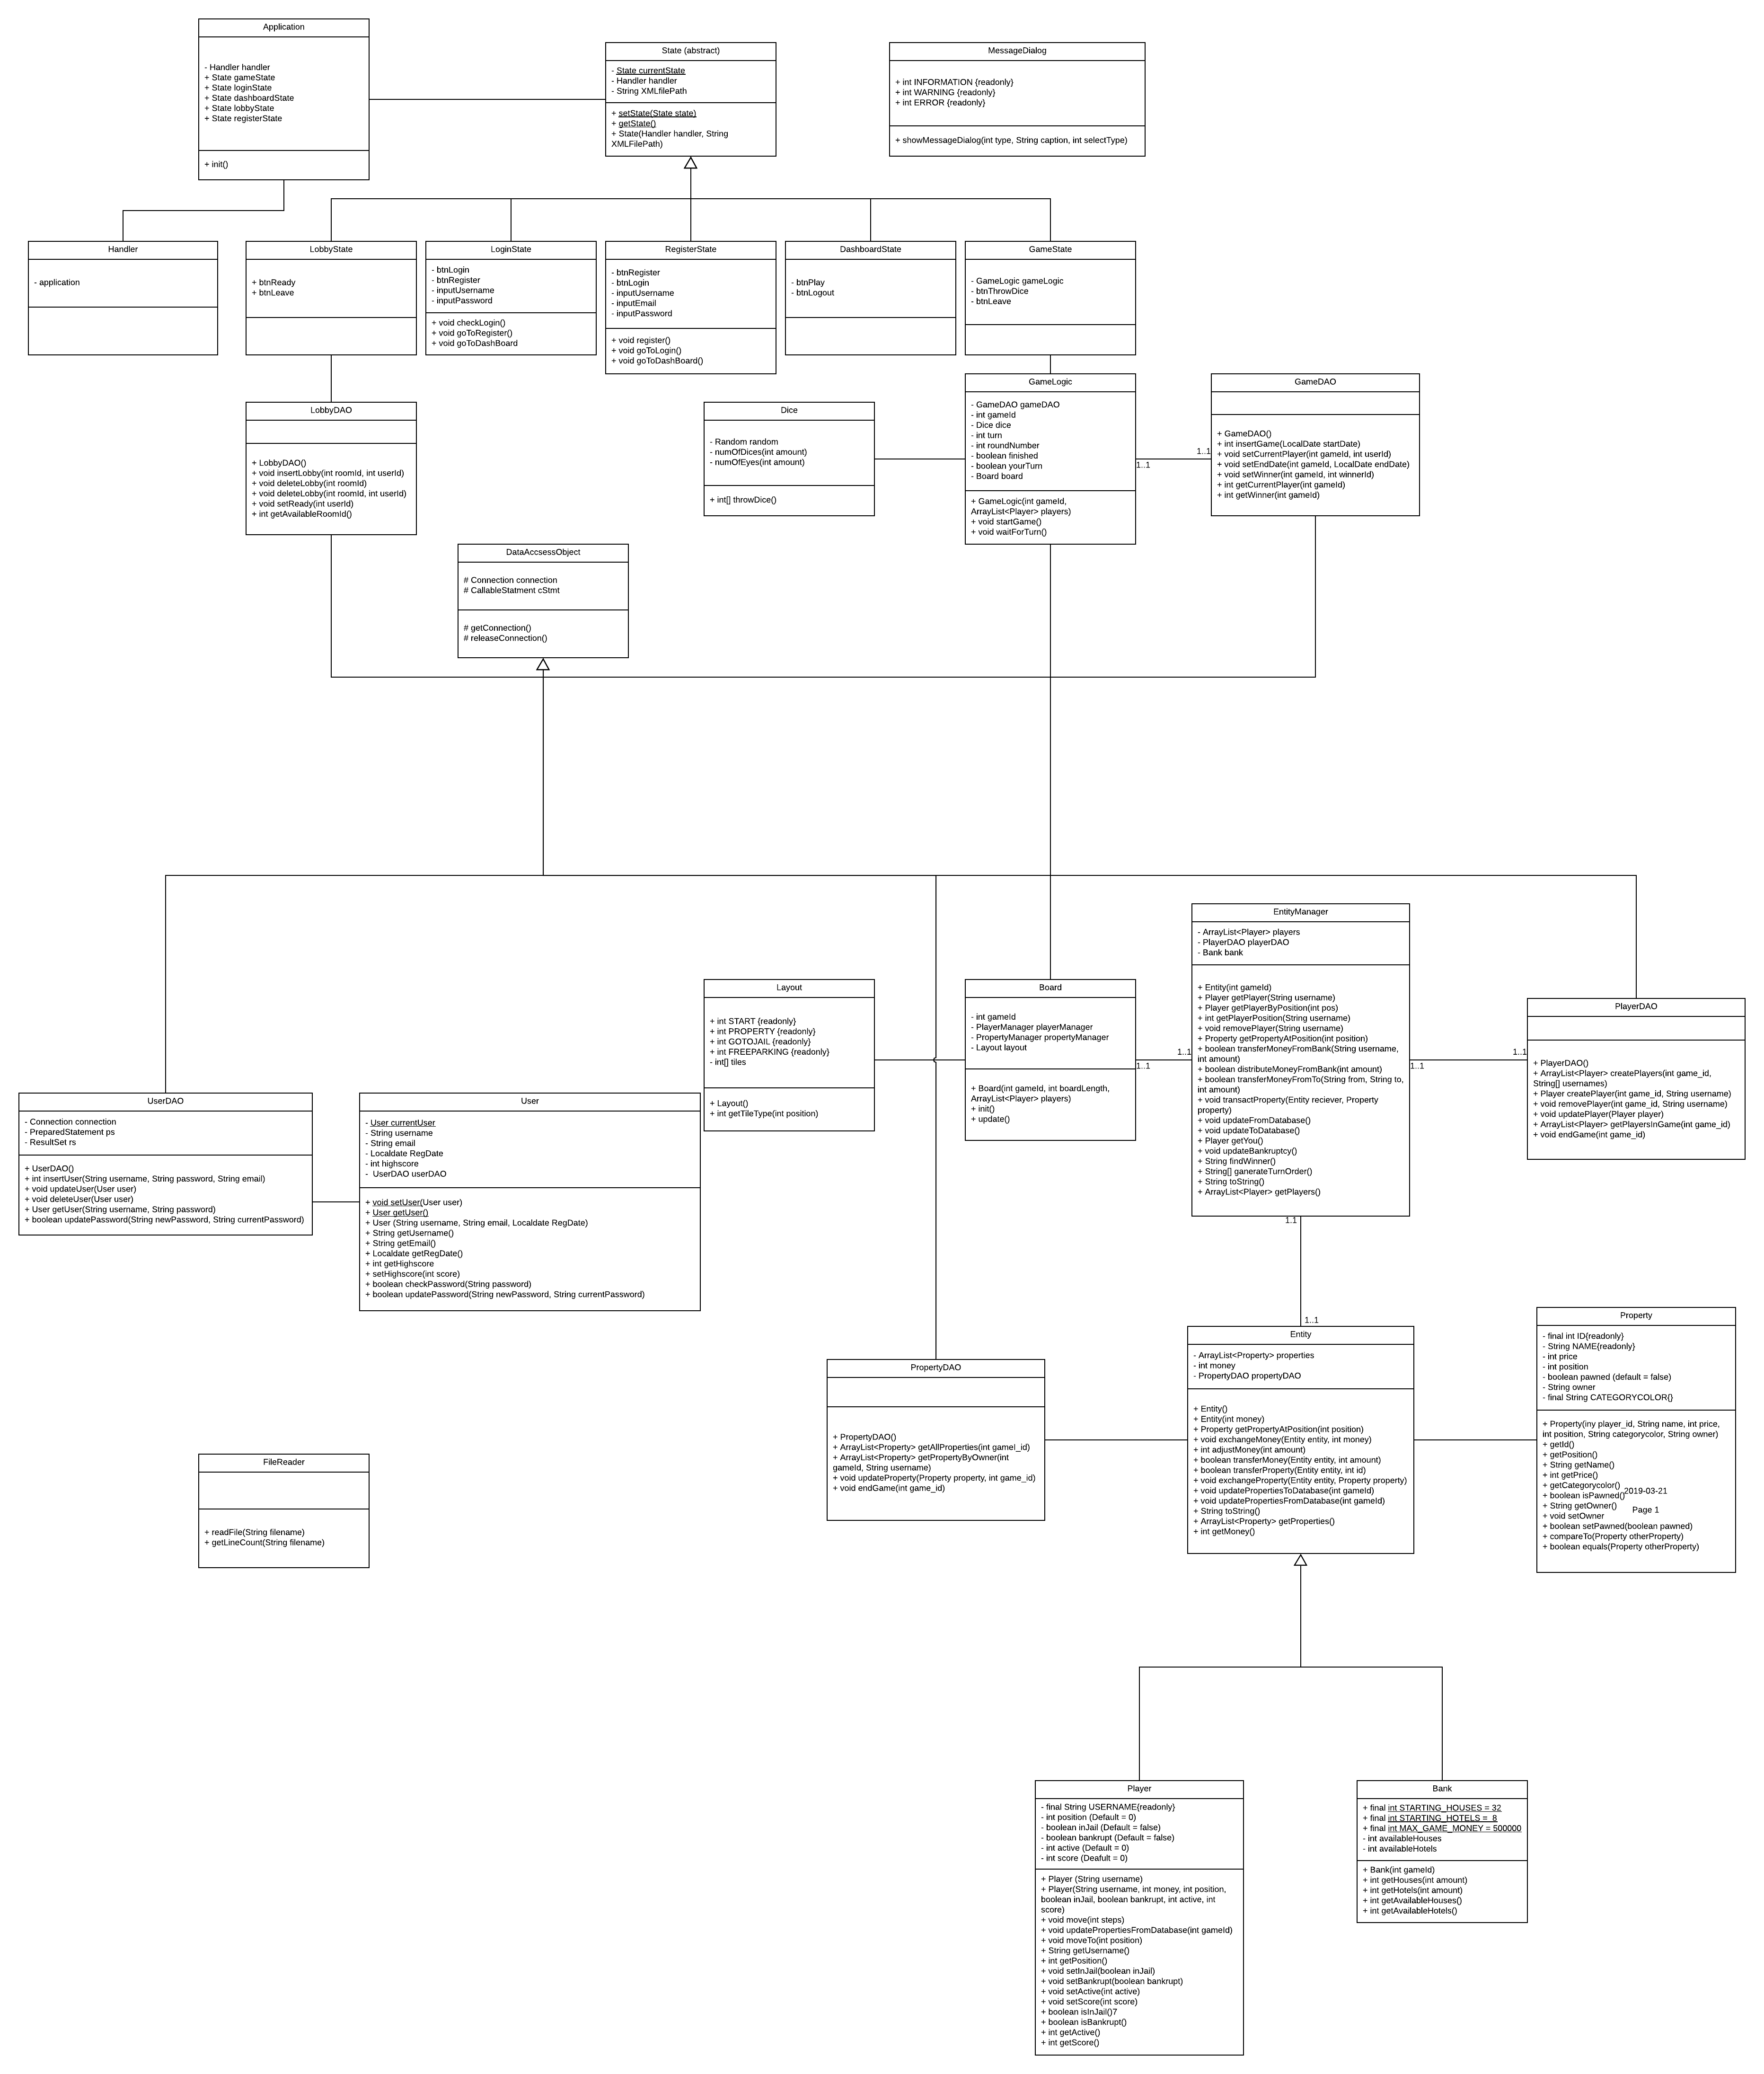 Application
- Handler handler
+ State gameState
+ State loginState
+ State dashboardState
+ State lobbyState
+ State registerState
+ init()
State (abstract)
- State currentState
- Handler handler
- String XMLfilePath
+ setState(State state)
+ getState()
+ State(Handler handler, String
XMLFilePath)
MessageDialog
+ int INFORMATION {readonly}
+ int WARNING {readonly}
+ int ERROR {readonly}
+ showMessageDialog(int type, String caption, int selectType)
Handler
- application
LobbyState
+ btnReady
+ btnLeave
LoginState
- btnLogin
- btnRegister
- inputUsername
- inputPassword
+ void checkLogin()
+ void goToRegister()
+ void goToDashBoard
RegisterState
- btnRegister
- btnLogin
- inputUsername
- inputEmail
- inputPassword
+ void register()
+ void goToLogin()
+ void goToDashBoard()
DashboardState
- btnPlay
- btnLogout
GameState
- GameLogic gameLogic
- btnThrowDice
- btnLeave
LobbyDAO
+ LobbyDAO()
+ void insertLobby(int roomId, int userId)
+ void deleteLobby(int roomId)
+ void deleteLobby(int roomId, int userId)
+ void setReady(int userId)
+ int getAvailableRoomId()
Dice
- Random random
- numOfDices(int amount)
- numOfEyes(int amount)
+ int[] throwDice()
GameLogic
- GameDAO gameDAO
- int gameId
- Dice dice
- int turn
- int roundNumber
- boolean finished
- boolean yourTurn
- Board board
+ GameLogic(int gameId,
ArrayList<Player> players)
+ void startGame()
+ void waitForTurn()
1..1
1..1
GameDAO
+ GameDAO()
+ int insertGame(LocalDate startDate)
+ void setCurrentPlayer(int gameId, int userId)
+ void setEndDate(int gameId, LocalDate endDate)
+ void setWinner(int gameId, int winnerId)
+ int getCurrentPlayer(int gameId)
+ int getWinner(int gameId)
DataAccsessObject
# Connection connection
# CallableStatment cStmt
# getConnection()
# releaseConnection()
UserDAO
- Connection connection
- PreparedStatement ps
- ResultSet rs
+ UserDAO()
+ int insertUser(String username, String password, String email)
+ void updateUser(User user)
+ void deleteUser(User user)
+ User getUser(String username, String password)
+ boolean updatePassword(String newPassword, String currentPassword)
User
- User currentUser
- String username
- String email
- Localdate RegDate
- int highscore
- UserDAO userDAO
+ void setUser(User user)
+ User getUser()
+ User (String username, String email, Localdate RegDate)
+ String getUsername()
+ String getEmail()
+ Localdate getRegDate()
+ int getHighscore
+ setHighscore(int score)
+ boolean checkPassword(String password)
+ boolean updatePassword(String newPassword, String currentPassword)
Layout
+ int START {readonly}
+ int PROPERTY {readonly}
+ int GOTOJAIL {readonly}
+ int FREEPARKING {readonly}
- int[] tiles
+ Layout()
+ int getTileType(int position)
Board
- int gameId
- PlayerManager playerManager
- PropertyManager propertyManager
- Layout layout
+ Board(int gameId, int boardLength,
ArrayList<Player> players)
+ init()
+ update()
1..1
1..1
EntityManager
- ArrayList<Player> players
- PlayerDAO playerDAO
- Bank bank
+ Entity(int gameId)
+ Player getPlayer(String username)
+ Player getPlayerByPosition(int pos)
+ int getPlayerPosition(String username)
+ void removePlayer(String username)
+ Property getPropertyAtPosition(int position)
+ boolean transferMoneyFromBank(String username,
int amount)
+ boolean distributeMoneyFromBank(int amount)
+ boolean transferMoneyFromTo(String from, String to,
int amount)
+ void transactProperty(Entity reciever, Property
property)
+ void updateFromDatabase()
+ void updateToDatabase()
+ Player getYou()
+ void updateBankruptcy()
+ String findWinner()
+ String[] ganerateTurnOrder()
+ String toString()
+ ArrayList<Player> getPlayers()
1..1
1..1
PlayerDAO
+ PlayerDAO()
+ ArrayList<Player> createPlayers(int game_id,
String[] usernames)
+ Player createPlayer(int game_id, String username)
+ void removePlayer(int game_id, String username)
+ void updatePlayer(Player player)
+ ArrayList<Player> getPlayersInGame(int game_id)
+ void endGame(int game_id)
1..1
1..1
PropertyDAO
+ PropertyDAO()
+ ArrayList<Property> getAllProperties(int gameI_id)
+ ArrayList<Property> getPropertyByOwner(int
gameId, String username)
+ void updateProperty(Property property, int game_id)
+ void endGame(int game_id)
Entity
- ArrayList<Property> properties
- int money
- PropertyDAO propertyDAO
+ Entity()
+ Entity(int money)
+ Property getPropertyAtPosition(int position)
+ void exchangeMoney(Entity entity, int money)
+ int adjustMoney(int amount)
+ boolean transferMoney(Entity entity, int amount)
+ boolean transferProperty(Entity entity, int id)
+ void exchangeProperty(Entity entity, Property property)
+ void updatePropertiesToDatabase(int gameId)
+ void updatePropertiesFromDatabase(int gameId)
+ String toString()
+ ArrayList<Property> getProperties()
+ int getMoney()
Property
- final int ID{readonly}
- String NAME{readonly}
- int price
- int position
- boolean pawned (default = false)
- String owner
- final String CATEGORYCOLOR{}
+ Property(iny player_id, String name, int price,
int position, String categorycolor, String owner)
+ getId()
+ getPosition()
+ String getName()
+ int getPrice()
+ getCategorycolor()
+ boolean isPawned()
+ String getOwner()
+ void setOwner
+ boolean setPawned(boolean pawned)
+ compareTo(Property otherProperty)
+ boolean equals(Property otherProperty)
2019-03-21
Page 1
FileReader
+ readFile(String filename)
+ getLineCount(String filename)
Player
- final String USERNAME{readonly}
- int position (Default = 0)
- boolean inJail (Default = false)
- boolean bankrupt (Default = false)
- int active (Default = 0)
- int score (Deafult = 0)
+ Player (String username)
+ Player(String username, int money, int position,
boolean inJail, boolean bankrupt, int active, int
score)
+ void move(int steps)
+ void updatePropertiesFromDatabase(int gameId)
+ void moveTo(int position)
+ String getUsername()
+ int getPosition()
+ void setInJail(boolean inJail)
+ void setBankrupt(boolean bankrupt)
+ void setActive(int active)
+ void setScore(int score)
+ boolean isInJail()7
+ boolean isBankrupt()
+ int getActive()
+ int getScore()
Bank
+ final int STARTING_HOUSES = 32
+ final int STARTING_HOTELS = 8
+ final int MAX_GAME_MONEY = 500000
- int availableHouses
- int availableHotels
+ Bank(int gameId)
+ int getHouses(int amount)
+ int getHotels(int amount)
+ int getAvailableHouses()
+ int getAvailableHotels()